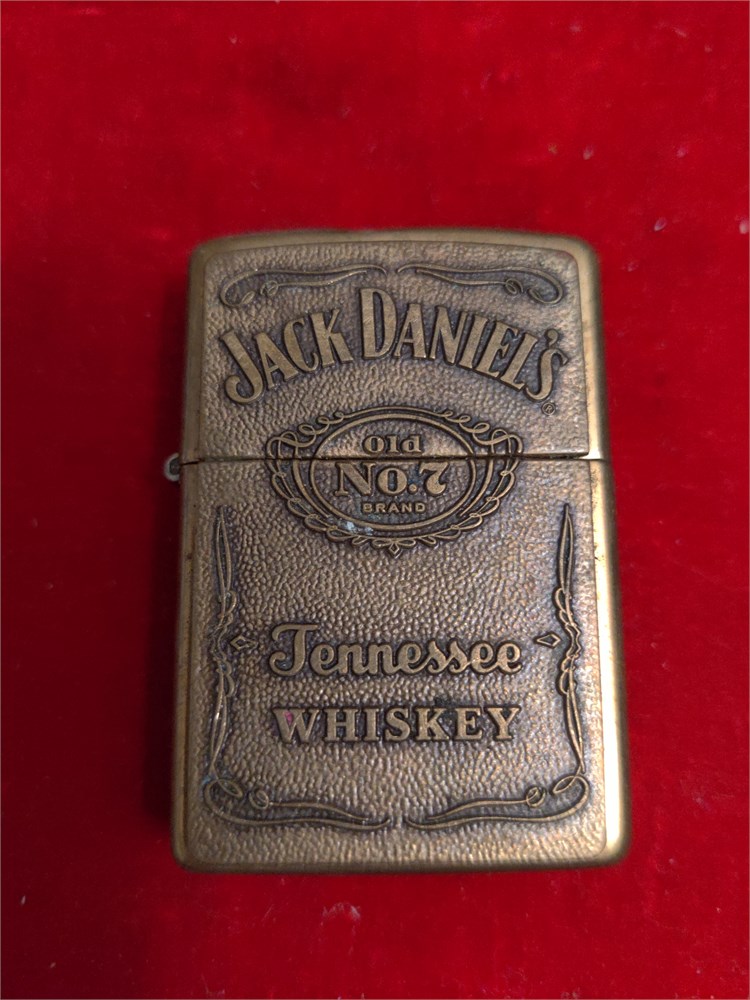 JACK DANIEL'S®
Old
No.7
BRAND
Tennessee
WHISKEY